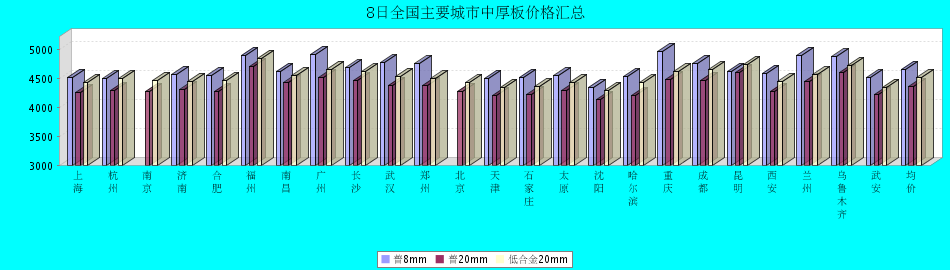 8日全国主要城市中厚板价格汇总
5000
4500
4000
3500
3000
上海 杭州 南京 济南 合肥 福州 南昌 广州 长沙 武汉 郑州 北京 天津 石家庄 太原 沈阳 哈尔滨 重庆 成都 昆明 西安 兰州 乌鲁木齐 武安 均价
普8mm 普20mm 低合金20mm